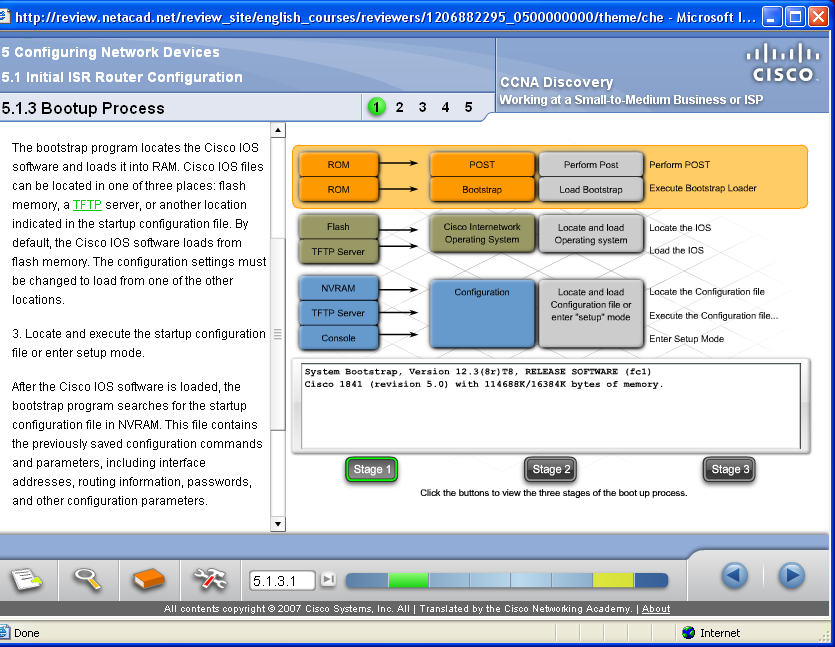 http://review.netacad.net/review_site/english_courses/reviewers/1206882295_0500000000/theme/che - Microsoft I...
5 Configuring Network Devices
5.1 Initial ISR Router Configuration
CCNA Discovery
Working at a Small-to-Medium Business or ISP
CISCO
5.1.3 Bootup Process
1 2 3 4 5
The bootstrap program locates the Cisco IOS
software and loads it into RAM. Cisco IOS files
can be located in one of three places: flash
memory, a TFTP server, or another location
indicated in the startup configuration file. By
default, the Cisco IOS software loads from
flash memory. The configuration settings must
be changed to load from one of the other
locations.
3. Locate and execute the startup configuration
file or enter setup mode.
After the Cisco IOS software is loaded, the
bootstrap program searches for the startup
configuration file in NVRAM. This file contains
the previously saved configuration commands
and parameters, including interface
addresses, routing information, passwords,
and other configuration parameters.
ROM POST Perform Post Perform POST
ROM Bootstrap Load Bootstrap Execute Bootstrap Loader
Flash
TFTP Server
Cisco Internetwork
Operating System
Locate and load
Operating system
Locate the IOS
Load the IOS
NVRAM
TFTP Server
Console
Configuration
Locate and load
Configuration file or
enter "setup" mode
Locate the Configuration file
Execute the Configuration file...
Enter Setup Mode
System Bootstrap, Version 12.3(8r)T8, RELEASE SOFTWARE (fc1)
Cisco 1841 (revision 5.0) with 114688K/16384K bytes of memory.
Stage 1 Stage 2 Stage 3
Click the buttons to view the three stages of the boot up process.
5.1.3.1
All contents copyright © 2007 Cisco Systems, Inc. All | Translated by the Cisco Networking Academy. | About
Done
Internet